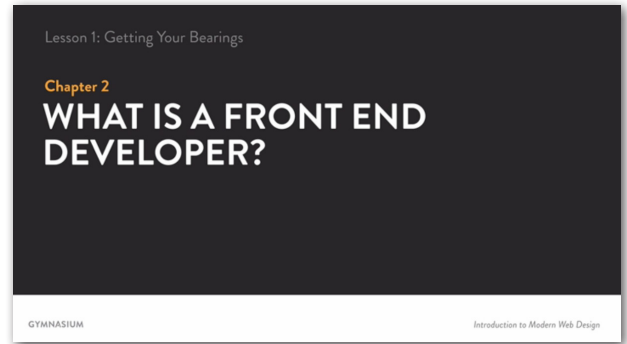 Lesson 1: Getting Your Bearings
Chapter 2
WHAT IS A FRONT END
DEVELOPER?
GYMNASIUM
Introduction to Modern Web Design